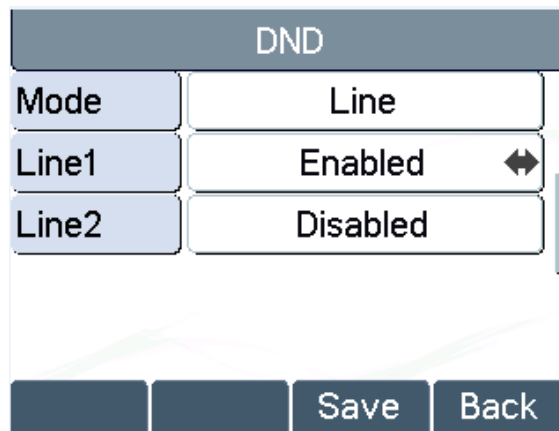 DND
Mode Line
Line1 Enabled
Line2 Disabled
Save Back